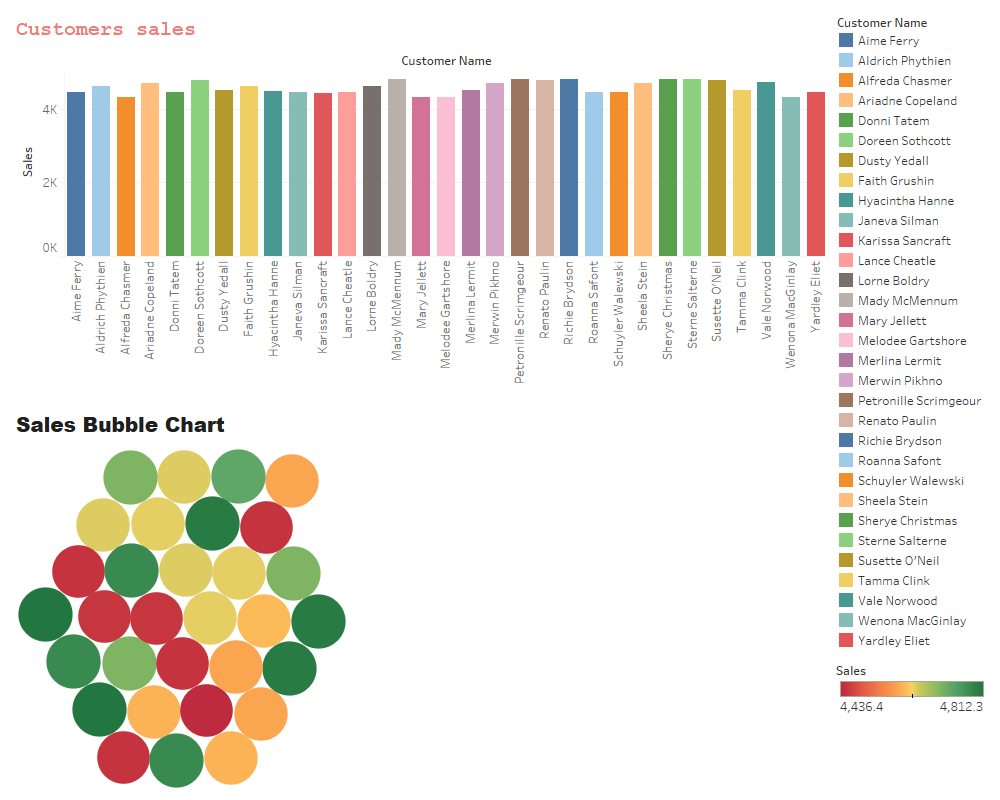 Customers sales
Customer Name
Sales
4K
2K
0K
Aime Ferry
Aldrich Phythien
Alfreda Chasmer
Ariadne Copeland
Donni Tatem
Doreen Sothcott
Dusty Yedall
Faith Grushin
Hyacintha Hanne
Janeva Silman
Karissa Sancraft
Lance Cheatle
Lorne Boldry
Mady McMennum
Mary Jellett
Melodee Gartshore
Merlina Lermit
Merwin Pikhno
Petronille Scrimgeour
Renato Paulin
Richie Brydson
Roanna Safont
Schuyler Walewski
Sheela Stein
Sherye Christmas
Sterne Salterne
Susette O'Neil
Tamma Clink
Vale Norwood
Wenona MacGinlay
Yardley Eliet
Sales Bubble Chart
Customer Name
Aime Ferry
Aldrich Phythien
Alfreda Chasmer
Ariadne Copeland
Donni Tatem
Doreen Sothcott
Dusty Yedall
Faith Grushin
Hyacintha Hanne
Janeva Silman
Karissa Sancraft
Lance Cheatle
Lorne Boldry
Mady McMennum
Mary Jellett
Melodee Gartshore
Merlina Lermit
Merwin Pikhno
Petronille Scrimgeour
Renato Paulin
Richie Brydson
Roanna Safont
Schuyler Walewski
Sheela Stein
Sherye Christmas
Sterne Salterne
Susette O'Neil
Tamma Clink
Vale Norwood
Wenona MacGinlay
Yardley Eliet
Sales
4,436.4 4,812.3